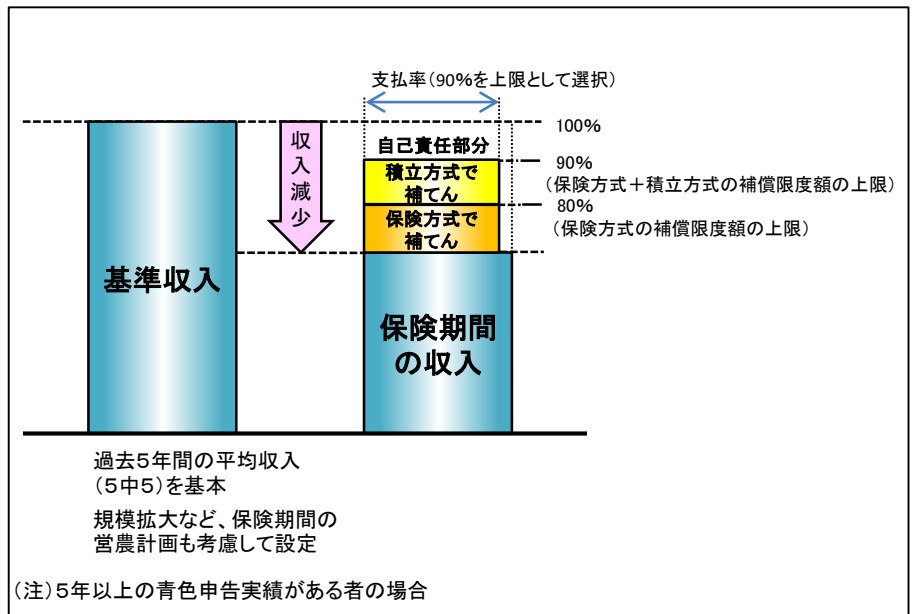 支払率(90%を上限として選択)
100%
収入減少
自己責任部分
90%
(保険方式+積立方式の補償限度額の上限)
積立方式で
補てん
80%
(保険方式の補償限度額の上限)
保険方式で
補てん
基準収入
保険期間
の収入
過去5年間の平均収入
(5中5)を基本
規模拡大など、保険期間の
営農計画も考慮して設定
(注)5年以上の青色申告実績がある者の場合